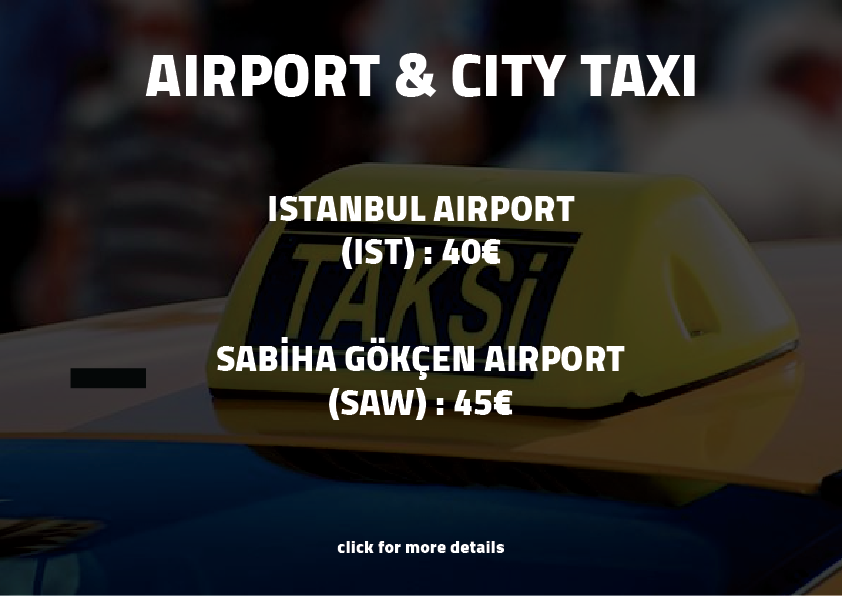 AIRPORT & CITY TAXI
ISTANBUL AIRPORT
(IST) : 40€
TAKSi
SABİHA GÖKÇEN AIRPORT
(SAW) : 45€
click for more details